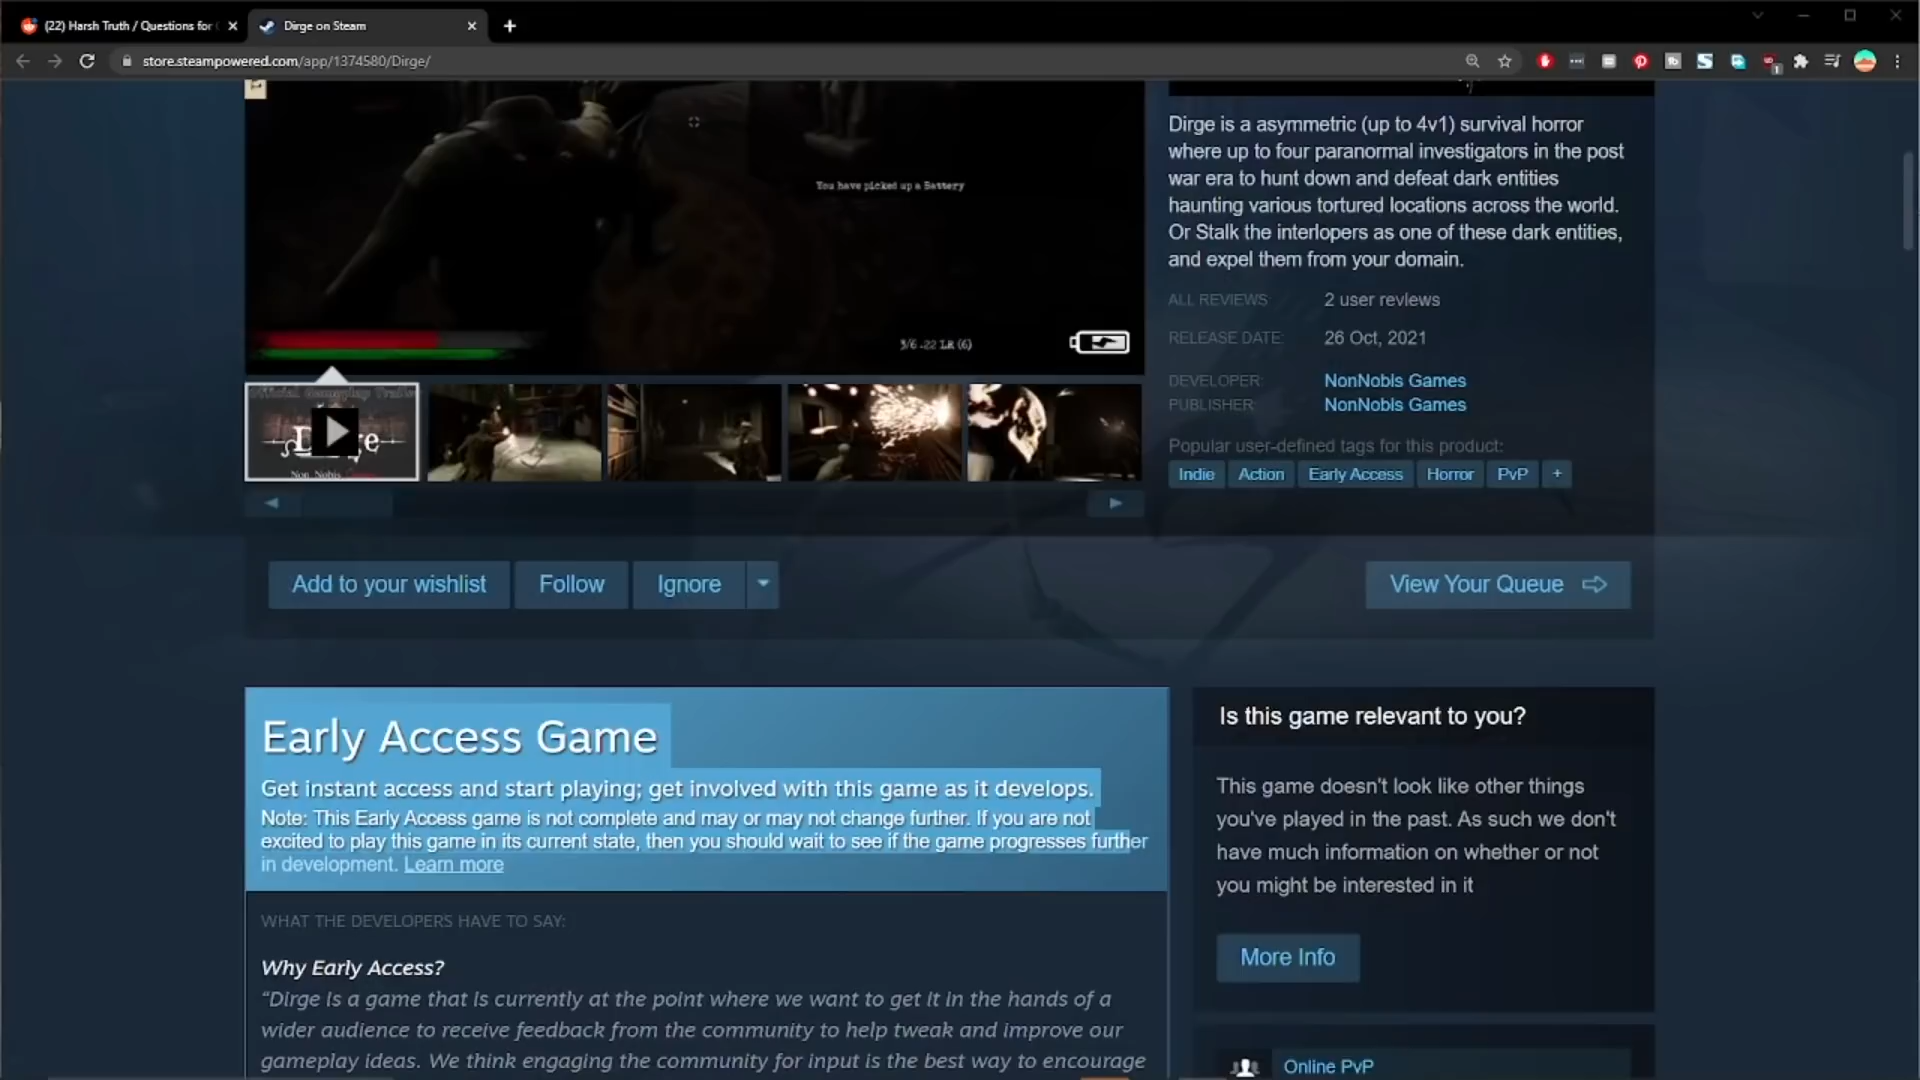 (22) Harsh Truth / Questions for
Dirge on Steam
store.steampowered.com/app/1374580/Dirge/
You have picked up a Battery
3/6 .22 LR (6)
Dirge is a asymmetric (up to 4v1) survival horror
where up to four paranormal investigators in the post
war era to hunt down and defeat dark entities
haunting various tortured locations across the world.
Or Stalk the interlopers as one of these dark entities,
and expel them from your domain.
ALL REVIEWS: 2 user reviews
RELEASE DATE: 26 Oct, 2021
DEVELOPER: NonNobis Games
PUBLISHER: NonNobis Games
Popular user-defined tags for this product:
Indie Action Early Access Horror PvP +
Official Gameplay Trailer
Dirge
Non Nobis Games
Add to your wishlist Follow Ignore
View Your Queue
Early Access Game
Get instant access and start playing; get involved with this game as it develops.
Note: This Early Access game is not complete and may or may not change further. If you are not
excited to play this game in its current state, then you should wait to see if the game progresses further
in development. Learn more
WHAT THE DEVELOPERS HAVE TO SAY:
Why Early Access?
“Dirge is a game that is currently at the point where we want to get it in the hands of a
wider audience to receive feedback from the community to help tweak and improve our
gameplay ideas. We think engaging the community for input is the best way to encourage
Is this game relevant to you?
This game doesn't look like other things
you've played in the past. As such we don't
have much information on whether or not
you might be interested in it
More Info
Online PvP